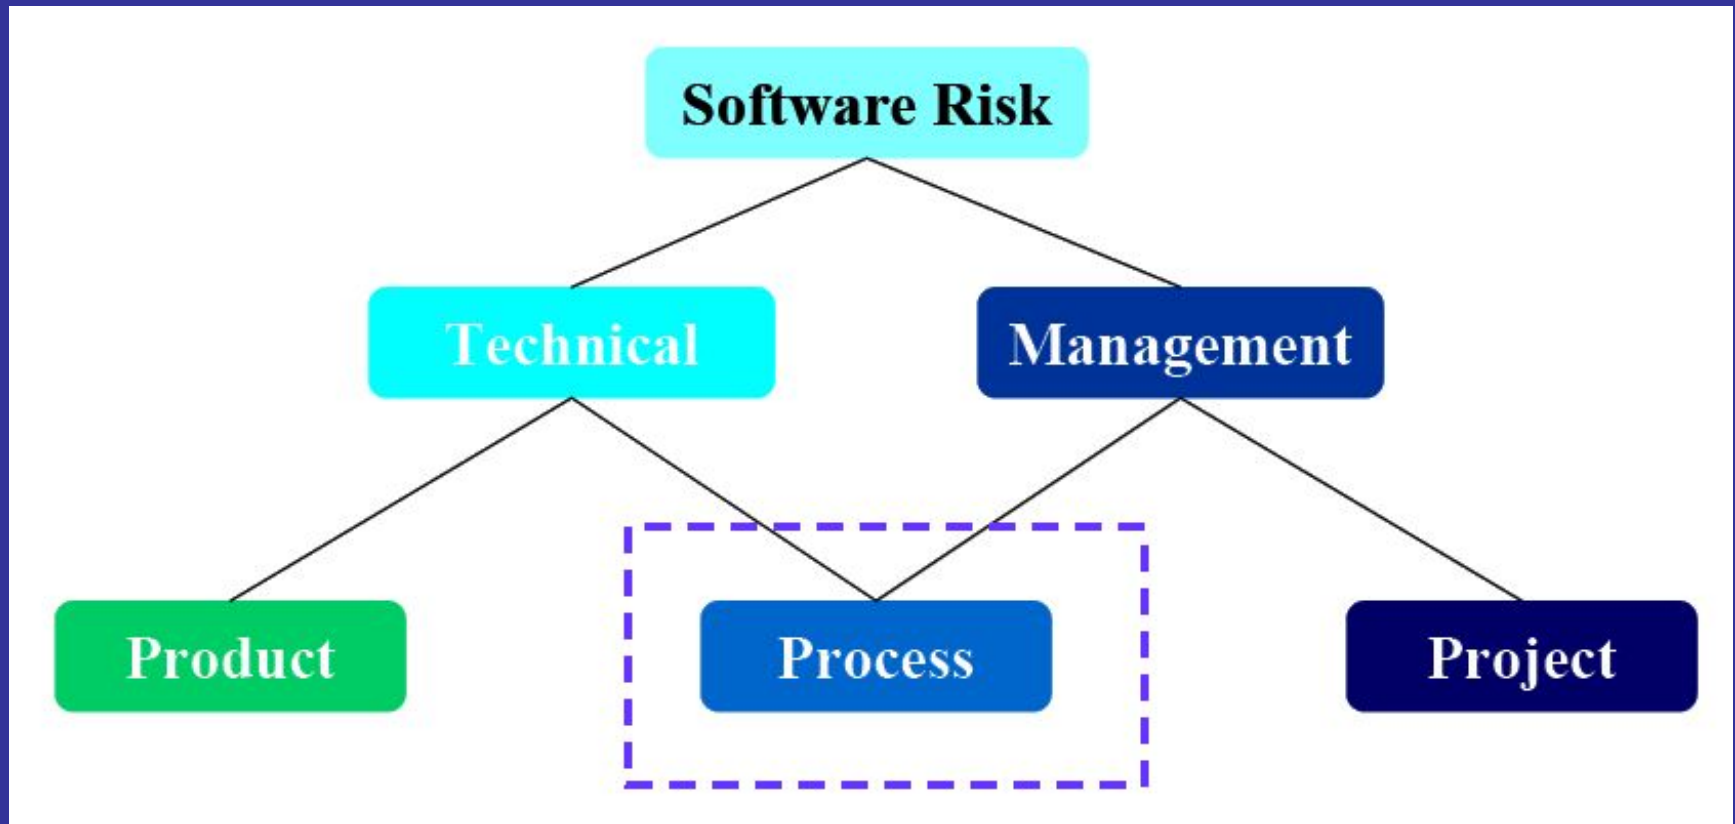 Software Risk
Technical
Management
Product
Process
Project